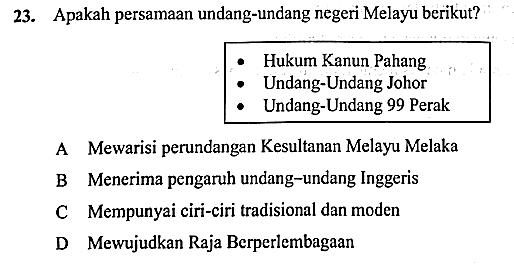 23. Apakah persamaan undang-undang negeri Melayu berikut?
• Hukum Kanun Pahang
• Undang-Undang Johor
• Undang-Undang 99 Perak
A Mewarisi perundangan Kesultanan Melayu Melaka
B Menerima pengaruh undang-undang Inggeris
C Mempunyai ciri-ciri tradisional dan moden
D Mewujudkan Raja Berperlembagaan